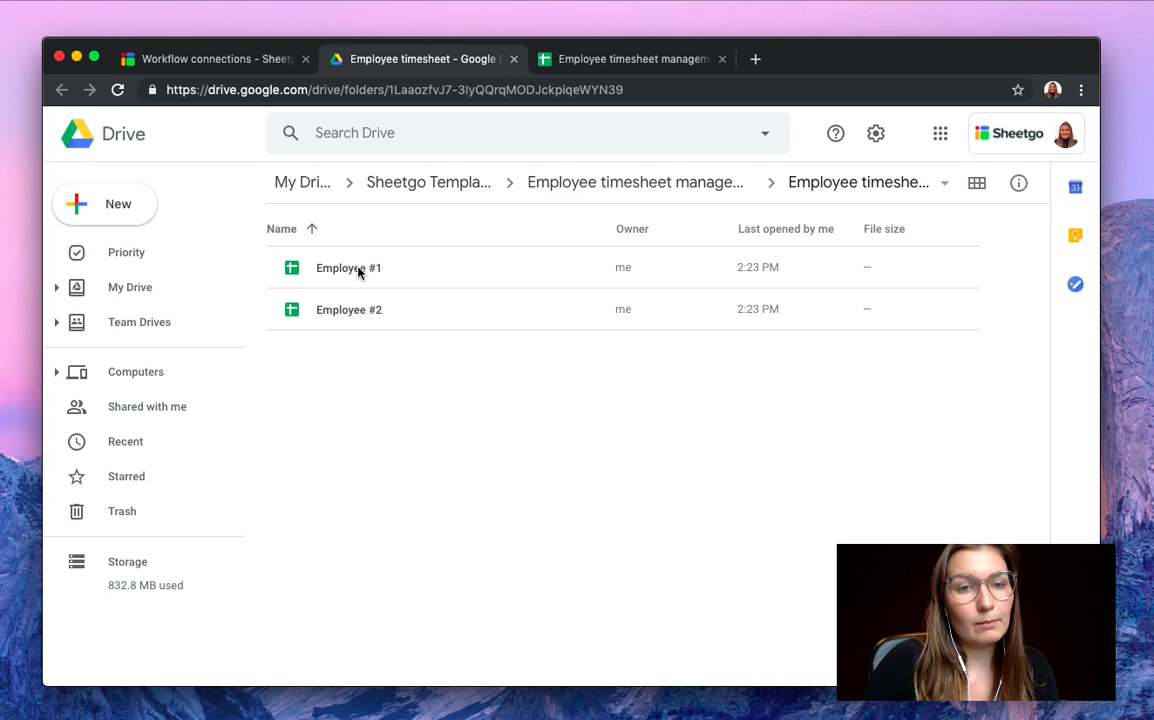 Workflow connections - Sheetg
Employee timesheet - Google D
Employee timesheet managem
https://drive.google.com/drive/folders/1LaaozfvJ7-3lyQQrqMODJckpiqeWYN39
Drive
Search Drive
Sheetgo
New
My Dri... > Sheetgo Templa... > Employee timesheet manage... > Employee timeshe...
Name Owner Last opened by me File size
Priority
Employee #1 me 2:23 PM —
My Drive
Employee #2 me 2:23 PM —
Team Drives
Computers
Shared with me
Recent
Starred
Trash
Storage
832.8 MB used
31